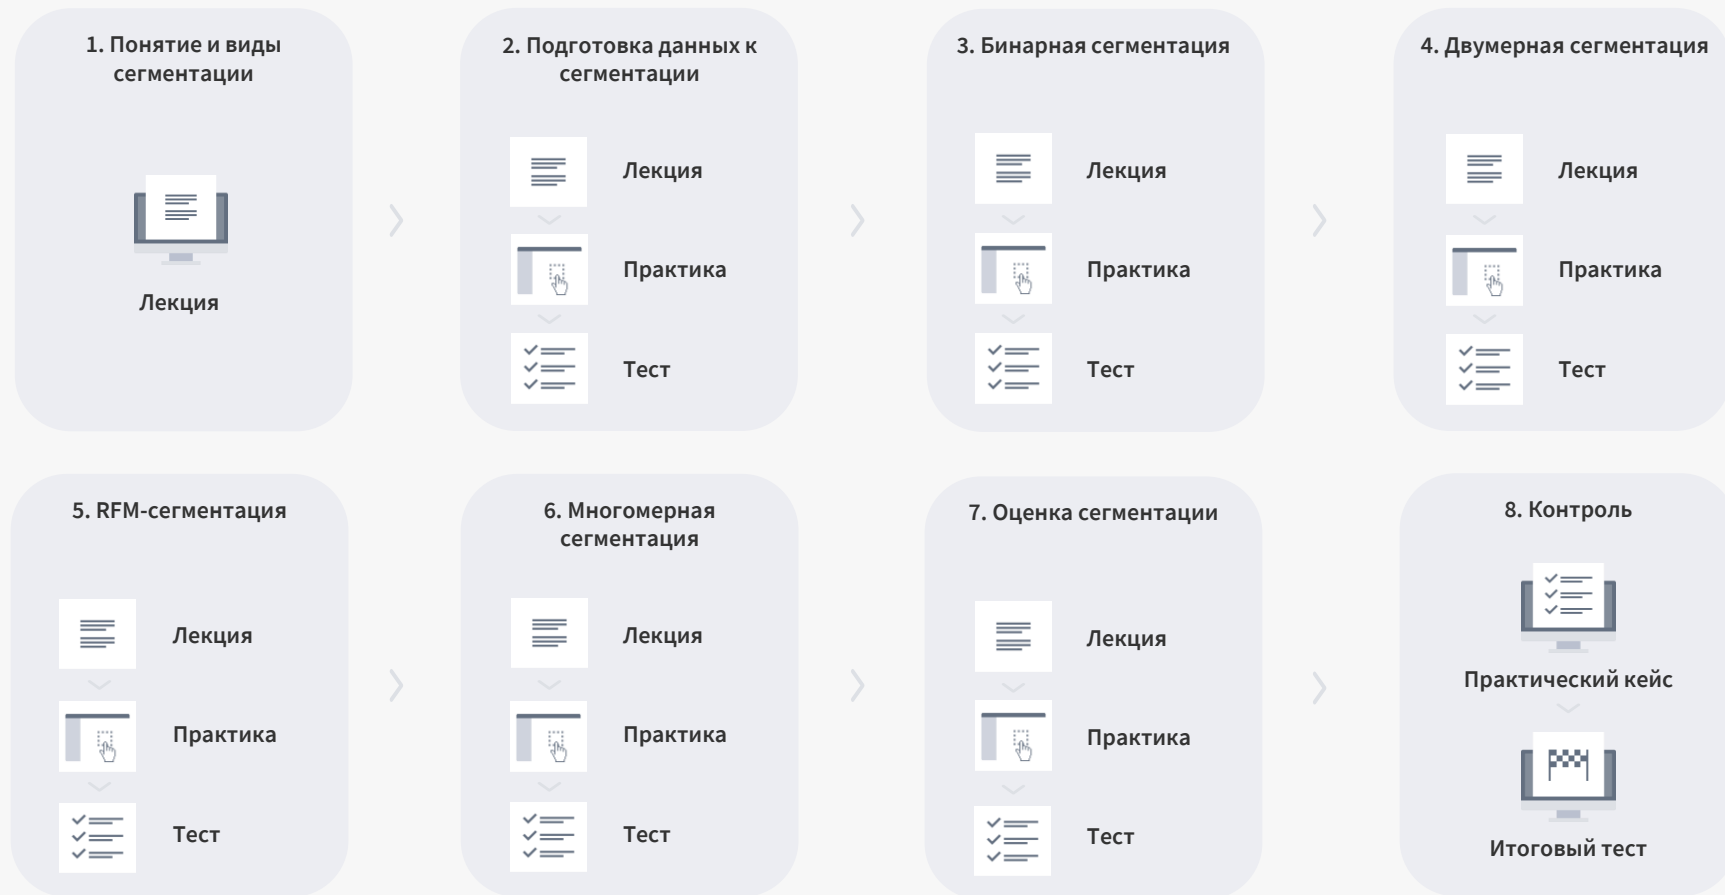 1. Понятие и виды
сегментации
Лекция
2. Подготовка данных к
сегментации
Лекция
Практика
Тест
3. Бинарная сегментация
Лекция
Практика
Тест
4. Двумерная сегментация
Лекция
Практика
Тест
5. RFM-сегментация
Лекция
Практика
Тест
6. Многомерная
сегментация
Лекция
Практика
Тест
7. Оценка сегментации
Лекция
Практика
Тест
8. Контроль
Практический кейс
Итоговый тест